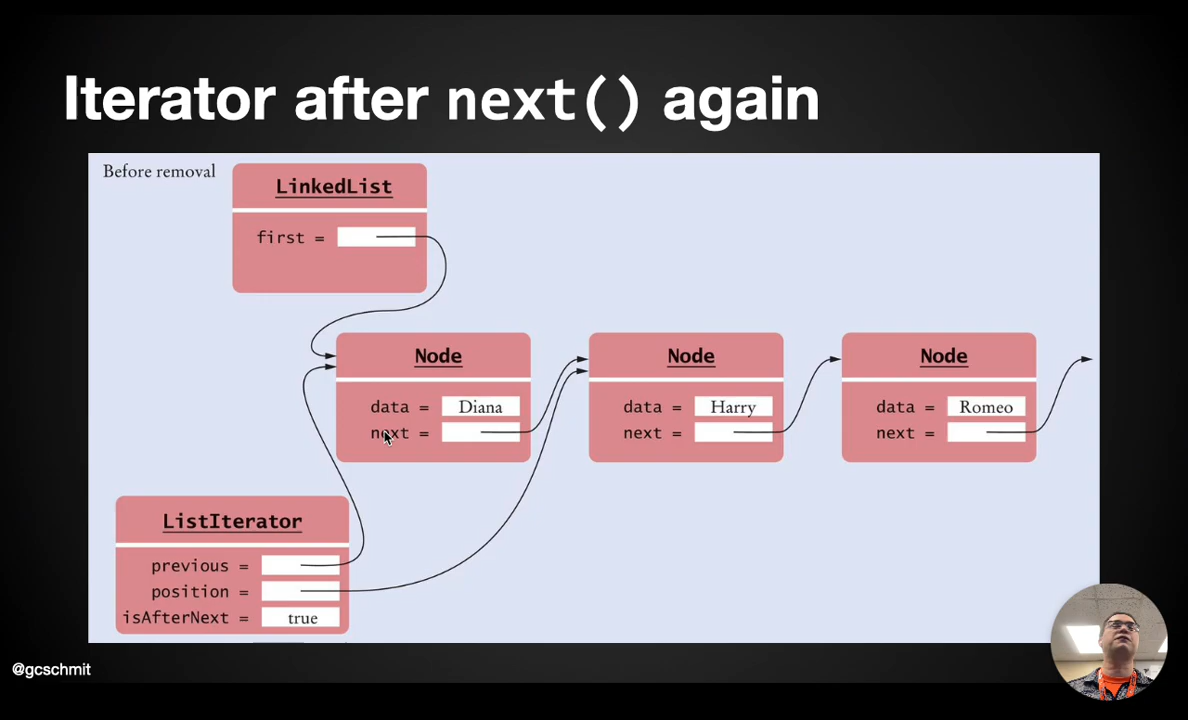 Iterator after next() again
Before removal
LinkedList
first =
Node
data = Diana
next =
Node
data = Harry
next =
Node
data = Romeo
next =
ListIterator
previous =
position =
isAfterNext = true
@gcschmit